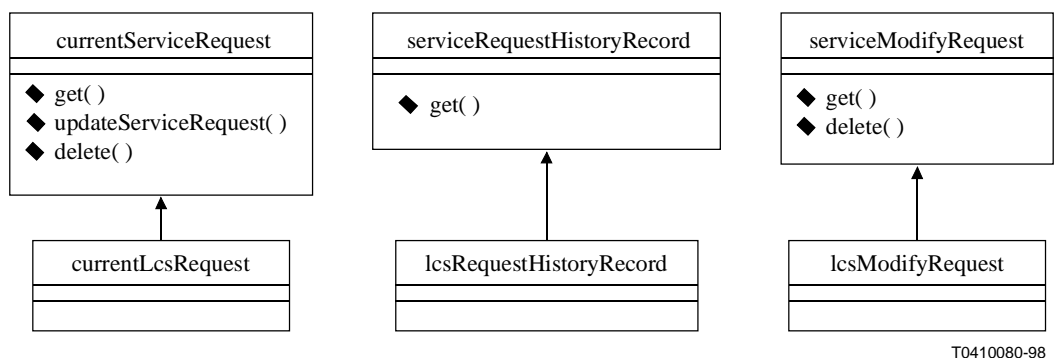 currentServiceRequest
get( )
updateServiceRequest( )
delete( )
serviceRequestHistoryRecord
get( )
serviceModifyRequest
get( )
delete( )
currentLcsRequest
lcsRequestHistoryRecord
lcsModifyRequest
T0410080-98